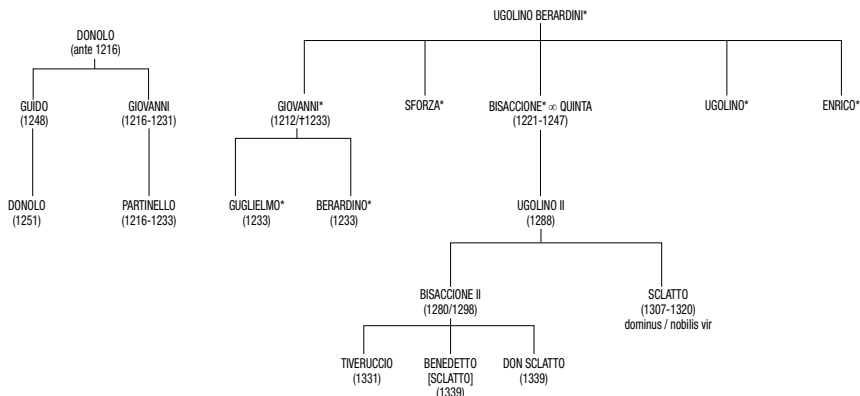 UGOLINO BERARDINI*
DONOLO
(ante 1216)
GUIDO
(1248)
GIOVANNI
(1216-1231)
GIOVANNI*
(1212/†1233)
SFORZA*
BISACCIONE* ∞ QUINTA
(1221-1247)
UGOLINO*
ENRICO*
DONOLO
(1251)
PARTINELLO
(1216-1233)
GUGLIELMO*
(1233)
BERARDINO*
(1233)
UGOLINO II
(1288)
BISACCIONE II
(1280/1298)
SCLATTO
(1307-1320)
dominus / nobilis vir
TIVERUCCIO
(1331)
BENEDETTO
[SCLATTO]
(1339)
DON SCLATTO
(1339)